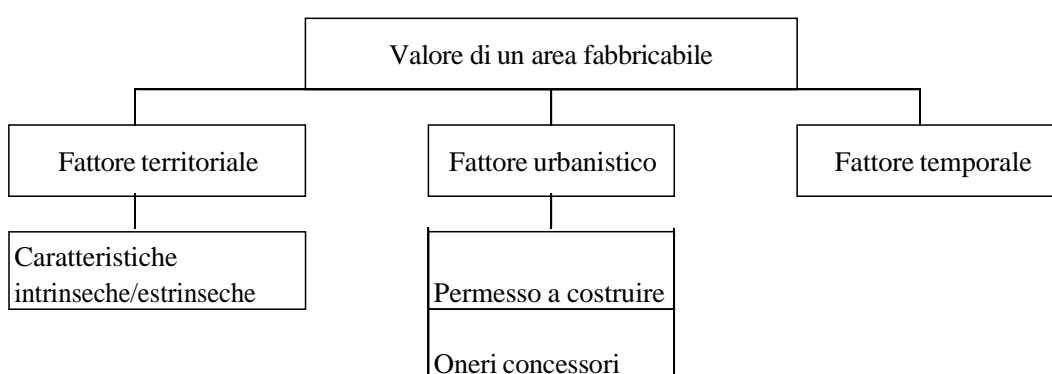 Valore di un area fabbricabile
Fattore territoriale
Fattore urbanistico
Fattore temporale
Caratteristiche
intrinseche/estrinseche
Permesso a costruire
Oneri concessori